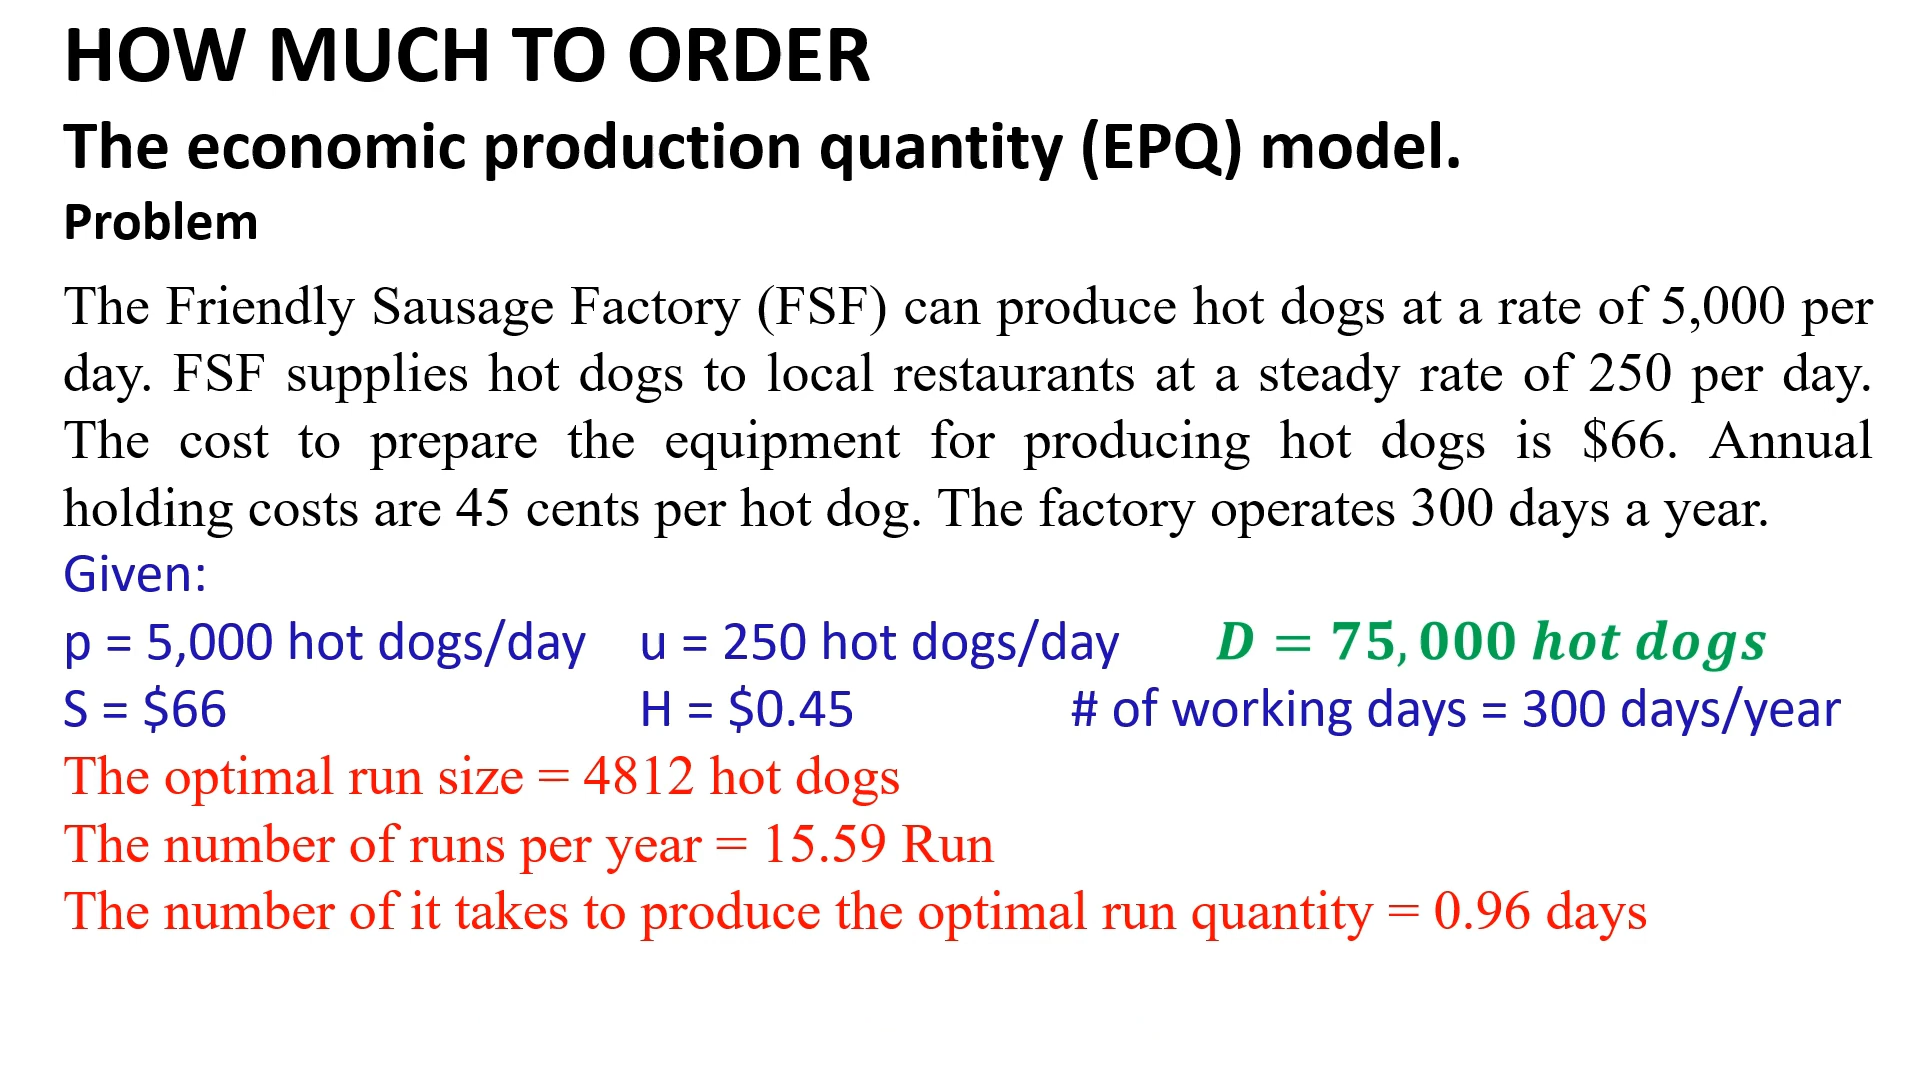 HOW MUCH TO ORDER
The economic production quantity (EPQ) model.
Problem
The Friendly Sausage Factory (FSF) can produce hot dogs at a rate of 5,000 per
day. FSF supplies hot dogs to local restaurants at a steady rate of 250 per day.
The cost to prepare the equipment for producing hot dogs is $66. Annual
holding costs are 45 cents per hot dog. The factory operates 300 days a year.
Given:
p = 5,000 hot dogs/day u = 250 hot dogs/day D = 75,000 hot dogs
S = $66 H = $0.45 # of working days = 300 days/year
The optimal run size = 4812 hot dogs
The number of runs per year = 15.59 Run
The number of it takes to produce the optimal run quantity = 0.96 days